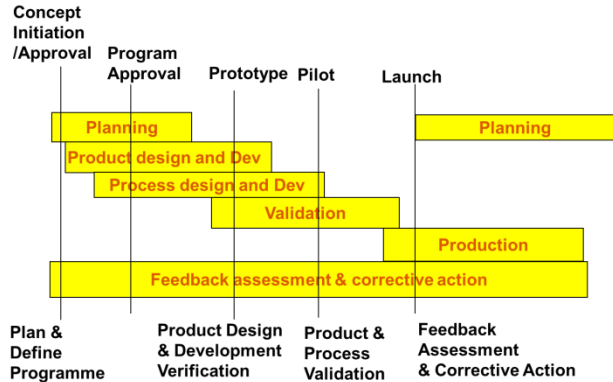 Concept
Initiation
/Approval
Program
Approval
Prototype
Pilot
Launch
Planning
Planning
Product design and Dev
Process design and Dev
Validation
Production
Feedback assessment & corrective action
Plan &
Define
Programme
Product Design
& Development
Verification
Product &
Process
Validation
Feedback
Assessment
& Corrective Action